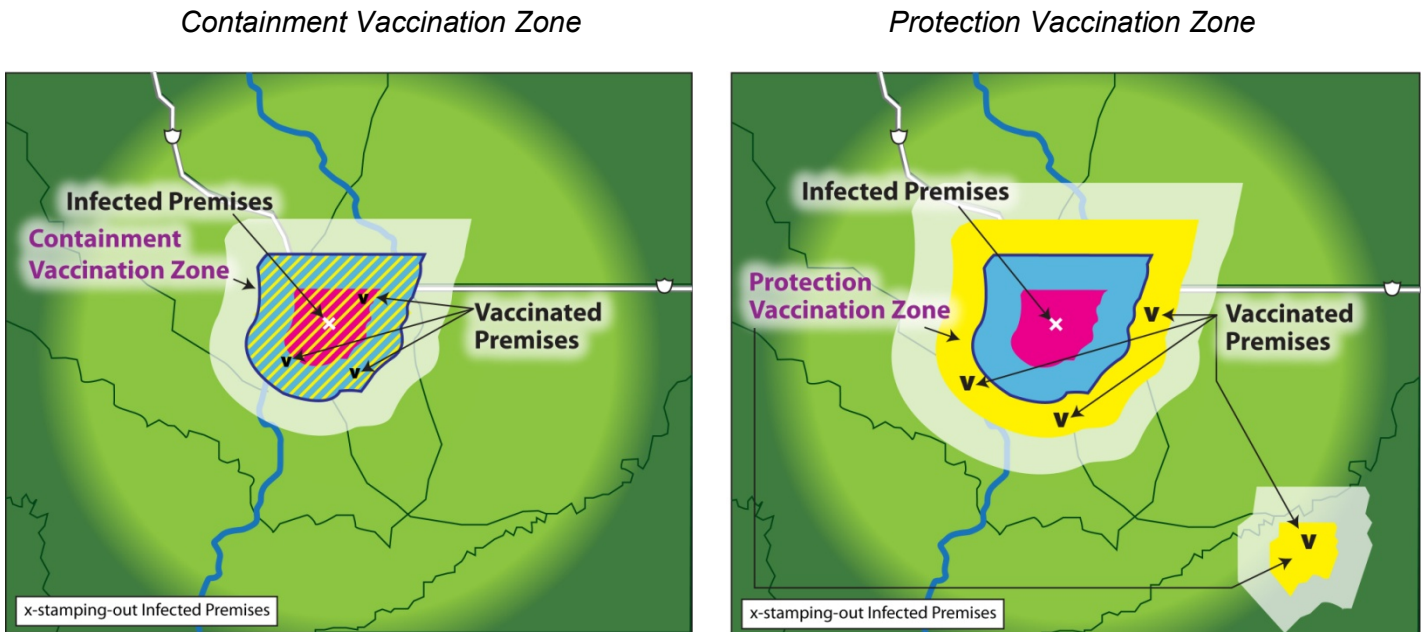 Containment Vaccination Zone
Infected Premises
Containment
Vaccination Zone
Vaccinated
Premises
v
v
v
x
x-stamping-out Infected Premises
Protection Vaccination Zone
Infected Premises
Protection
Vaccination Zone
Vaccinated
Premises
x
v
v
v
v
x-stamping-out Infected Premises